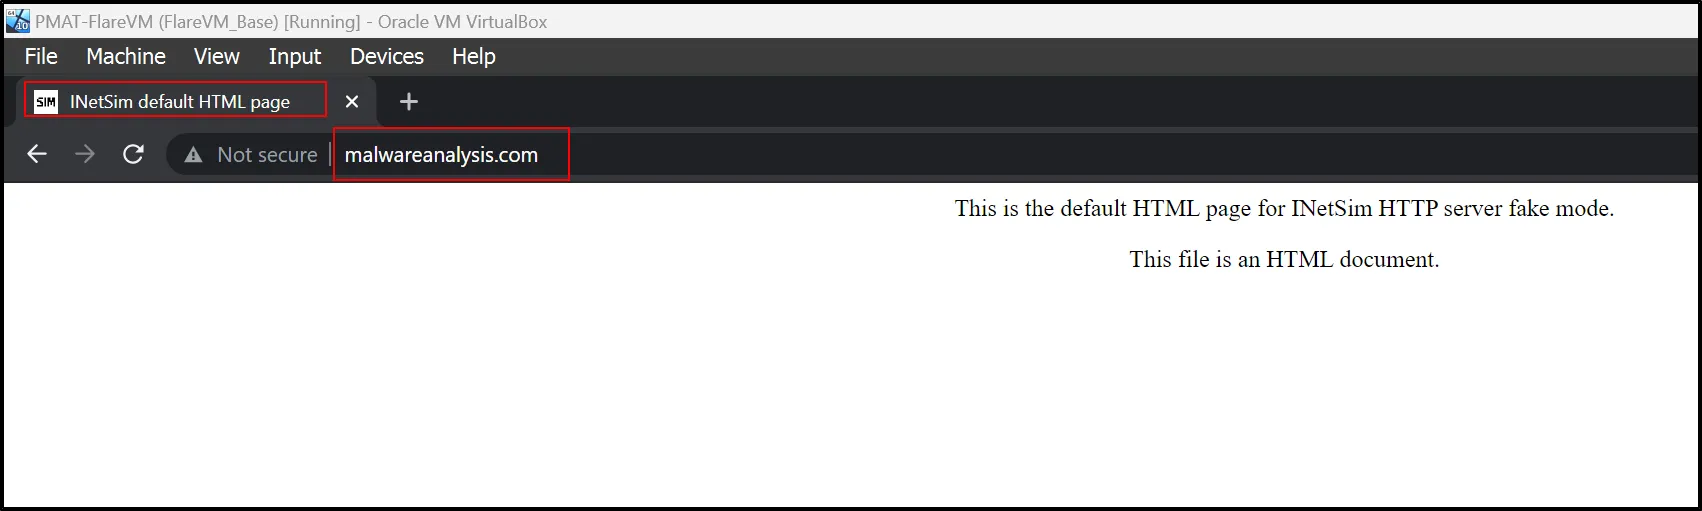 PMAT-FlareVM (FlareVM_Base) [Running] - Oracle VM VirtualBox
File Machine View Input Devices Help
SIM INetSim default HTML page
Not secure malwareanalysis.com
This is the default HTML page for INetSim HTTP server fake mode.
This file is an HTML document.